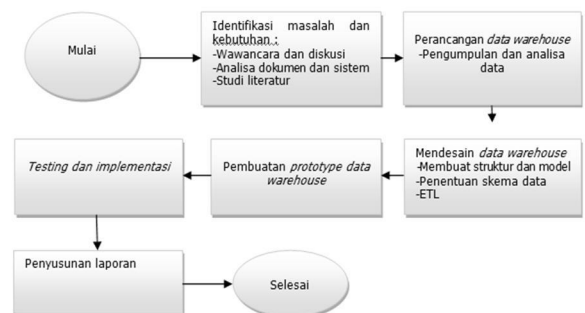 Mulai
Identifikasi masalah dan
kebutuhan :
-Wawancara dan diskusi
-Analisa dokumen dan sistem
-Studi literatur
Perancangan data warehouse
-Pengumpulan dan analisa
data
Mendesain data warehouse
-Membuat struktur dan model
-Penentuan skema data
-ETL
Pembuatan prototype data
warehouse
Testing dan implementasi
Penyusunan laporan
Selesai